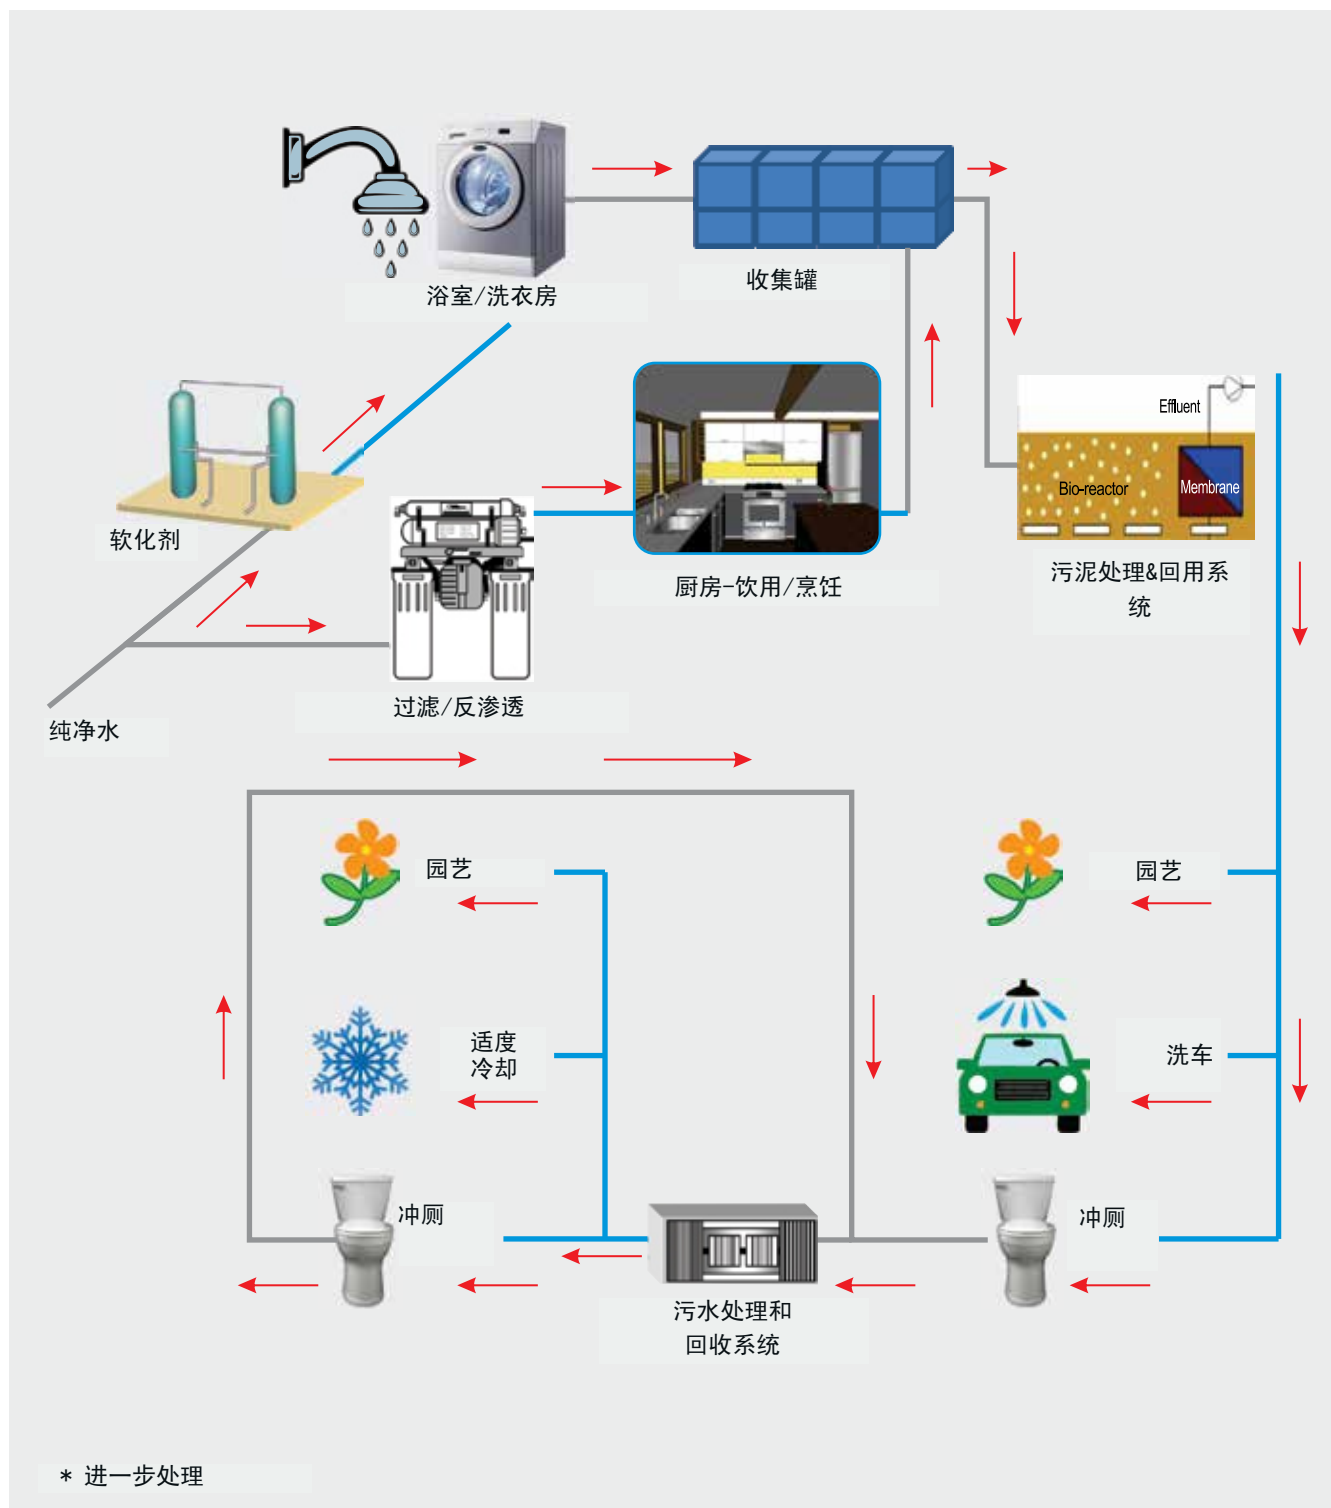 浴室/洗衣房
收集罐
Effluent
Bio-reactor
Membrane
软化剂
厨房-饮用/烹饪
污泥处理&回用系
统
过滤/反渗透
纯净水
园艺
园艺
适度
冷却
洗车
冲厕
冲厕
污水处理和
回收系统
* 进一步处理